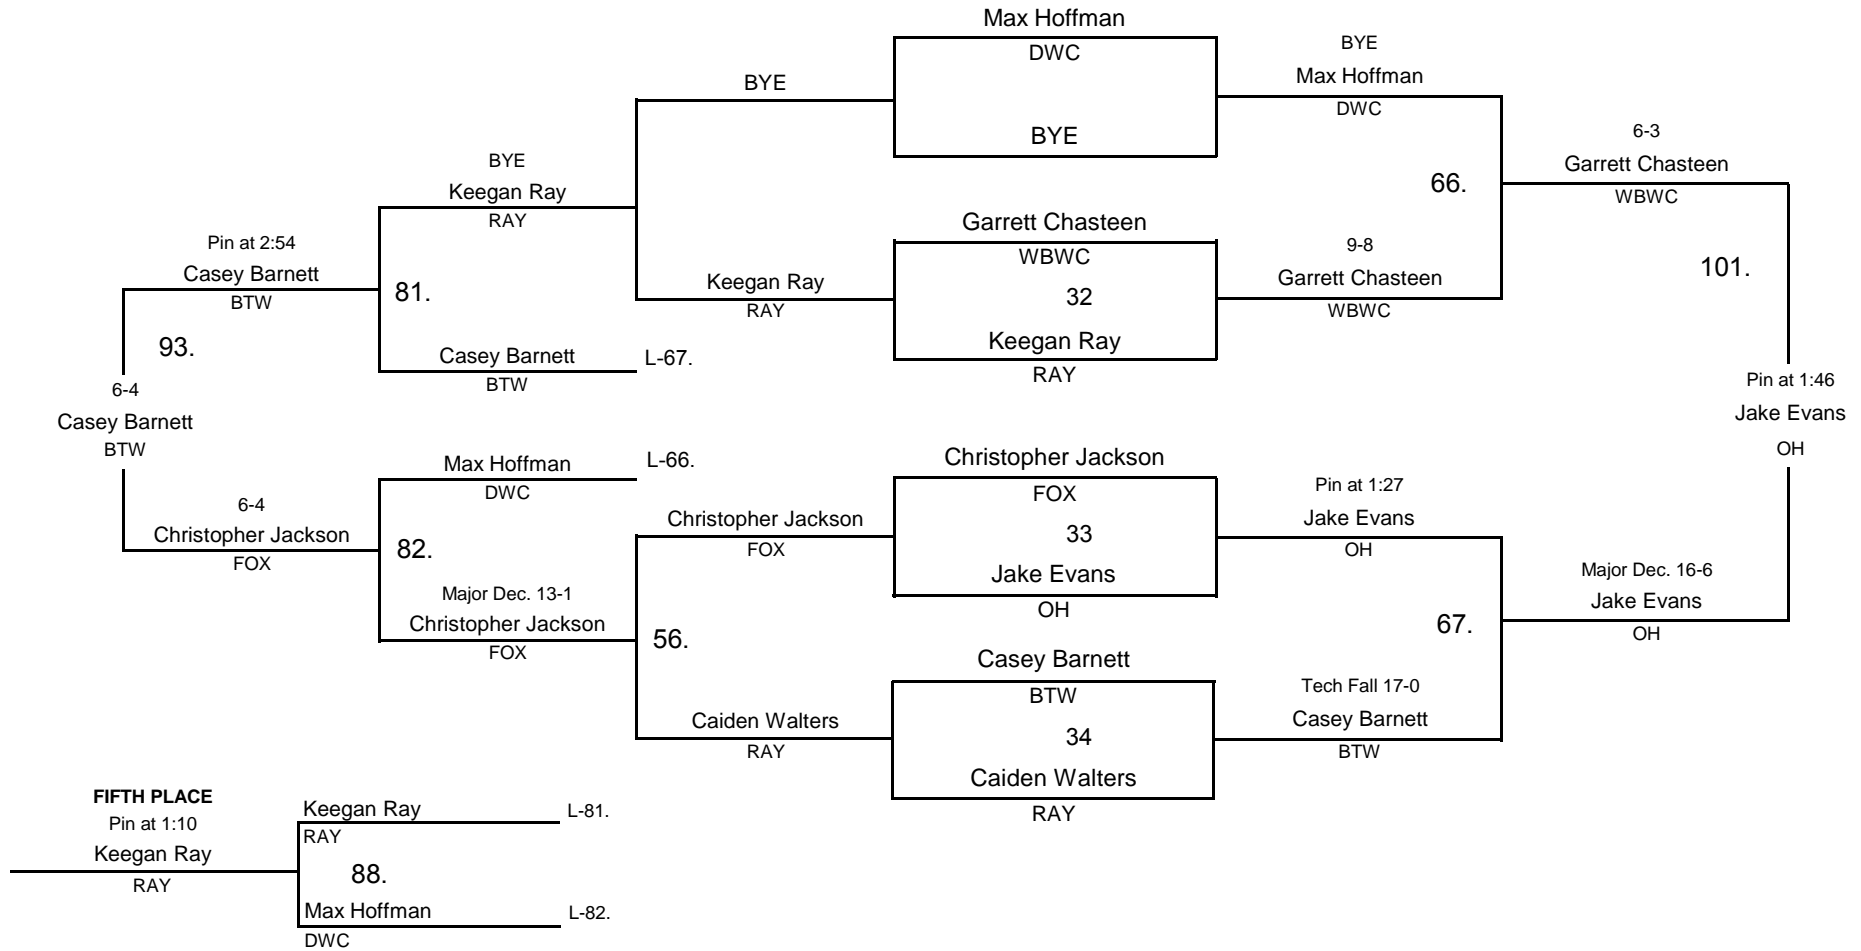 Max Hoffman
DWC
BYE
BYE
Max Hoffman
DWC
BYE
BYE
Keegan Ray
RAY
6-3
Garrett Chasteen
WBWC
66.
Garrett Chasteen
WBWC
32
Keegan Ray
RAY
9-8
Garrett Chasteen
WBWC
101.
Pin at 2:54
Casey Barnett
BTW
81.
Keegan Ray
RAY
93.
Casey Barnett
BTW
L-67.
6-4
Casey Barnett
BTW
Pin at 1:46
Jake Evans
OH
Max Hoffman
DWC
L-66.
Christopher Jackson
FOX
33
Jake Evans
OH
Pin at 1:27
Jake Evans
OH
6-4
Christopher Jackson
FOX
82.
Christopher Jackson
FOX
Major Dec. 13-1
Christopher Jackson
FOX
56.
67.
Major Dec. 16-6
Jake Evans
OH
Casey Barnett
BTW
34
Caiden Walters
RAY
Tech Fall 17-0
Casey Barnett
BTW
Caiden Walters
RAY
FIFTH PLACE
Pin at 1:10
Keegan Ray
RAY
Keegan Ray
RAY
L-81.
88.
Max Hoffman
DWC
L-82.